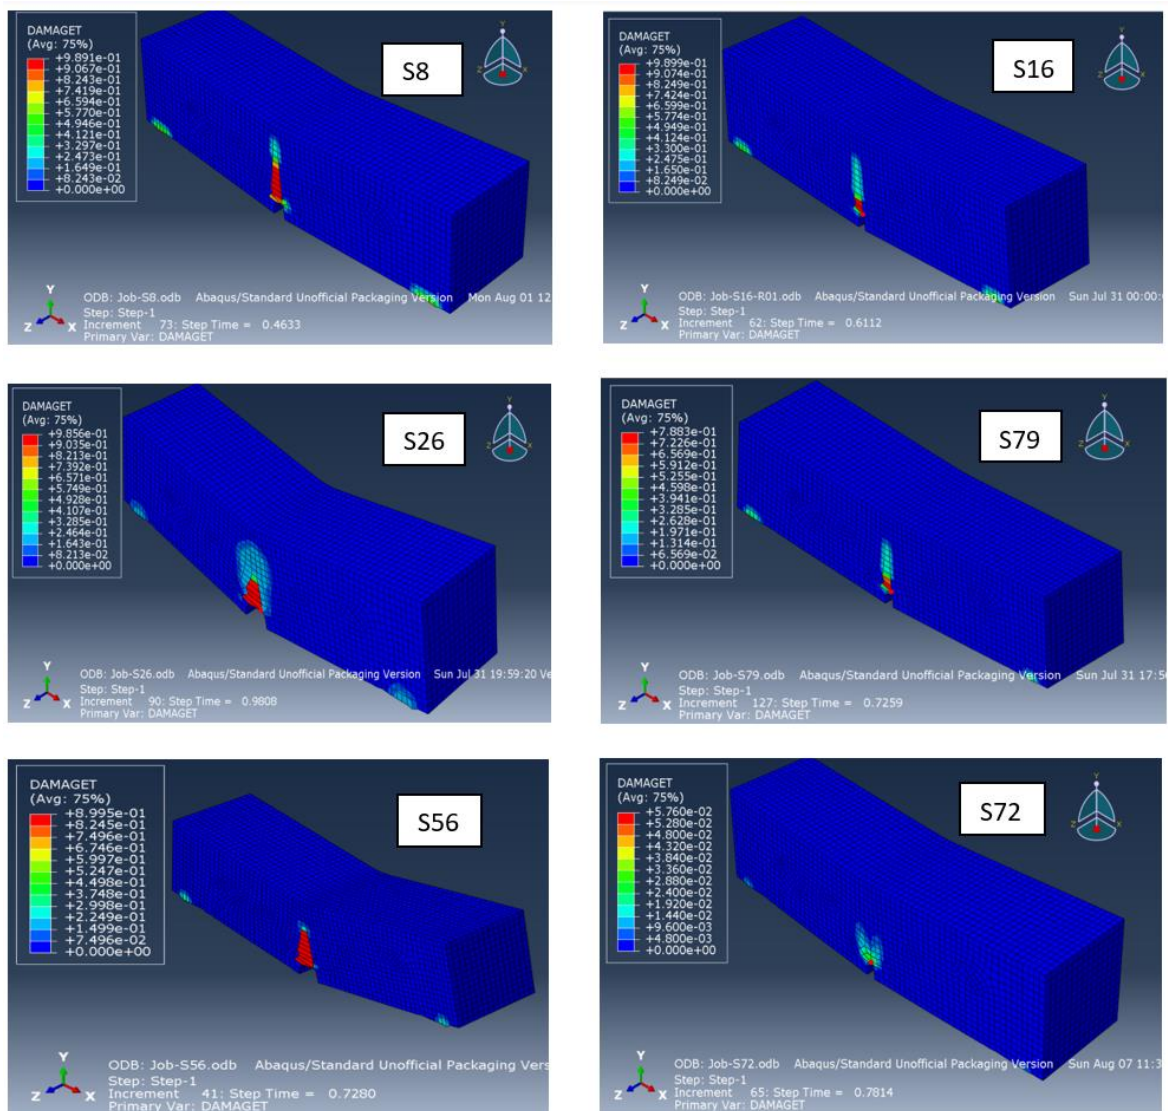 DAMAGET
(Avg: 75%)
+9.891e-01
+9.067e-01
+8.243e-01
+7.419e-01
+6.594e-01
+5.770e-01
+4.946e-01
+4.121e-01
+3.297e-01
+2.473e-01
+1.649e-01
+8.243e-02
+0.000e+00
S8
Y
Z X
Y
Z X
ODB: Job-S8.odb Abaqus/Standard Unofficial Packaging Version Mon Aug 01 12
Step: Step-1
Increment 73: Step Time = 0.4633
Primary Var: DAMAGET
DAMAGET
(Avg: 75%)
+9.899e-01
+9.074e-01
+8.249e-01
+7.424e-01
+6.599e-01
+5.774e-01
+4.949e-01
+4.124e-01
+3.300e-01
+2.475e-01
+1.650e-01
+8.249e-02
+0.000e+00
S16
Y
Z X
Y
Z X
ODB: Job-S16-R01.odb Abaqus/Standard Unofficial Packaging Version Sun Jul 31 00:00:
Step: Step-1
Increment 62: Step Time = 0.6112
Primary Var: DAMAGET
DAMAGET
(Avg: 75%)
+9.856e-01
+9.035e-01
+8.213e-01
+7.392e-01
+6.571e-01
+5.749e-01
+4.928e-01
+4.107e-01
+3.285e-01
+2.464e-01
+1.643e-01
+8.213e-02
+0.000e+00
S26
Y
Z X
Y
Z X
ODB: Job-S26.odb Abaqus/Standard Unofficial Packaging Version Sun Jul 31 19:59:20 Ve
Step: Step-1
Increment 90: Step Time = 0.9808
Primary Var: DAMAGET
DAMAGET
(Avg: 75%)
+7.883e-01
+7.226e-01
+6.569e-01
+5.912e-01
+5.255e-01
+4.598e-01
+3.941e-01
+3.285e-01
+2.628e-01
+1.971e-01
+1.314e-01
+6.569e-02
+0.000e+00
S79
Y
Z X
Y
Z X
ODB: Job-S79.odb Abaqus/Standard Unofficial Packaging Version Sun Jul 31 17:56
Step: Step-1
Increment 127: Step Time = 0.7259
Primary Var: DAMAGET
DAMAGET
(Avg: 75%)
+8.995e-01
+8.245e-01
+7.496e-01
+6.746e-01
+5.997e-01
+5.247e-01
+4.498e-01
+3.748e-01
+2.998e-01
+2.249e-01
+1.499e-01
+7.496e-02
+0.000e+00
S56
Y
Z X
ODB: Job-S56.odb Abaqus/Standard Unofficial Packaging Vers
Step: Step-1
Increment 41: Step Time = 0.7280
Primary Var: DAMAGET
DAMAGET
(Avg: 75%)
+5.760e-02
+5.280e-02
+4.800e-02
+4.320e-02
+3.840e-02
+3.360e-02
+2.880e-02
+2.400e-02
+1.920e-02
+1.440e-02
+9.600e-03
+4.800e-03
+0.000e+00
S72
Y
Z X
Y
Z X
ODB: Job-S72.odb Abaqus/Standard Unofficial Packaging Version Sun Aug 07 11:3
Step: Step-1
Increment 65: Step Time = 0.7814
Primary Var: DAMAGET